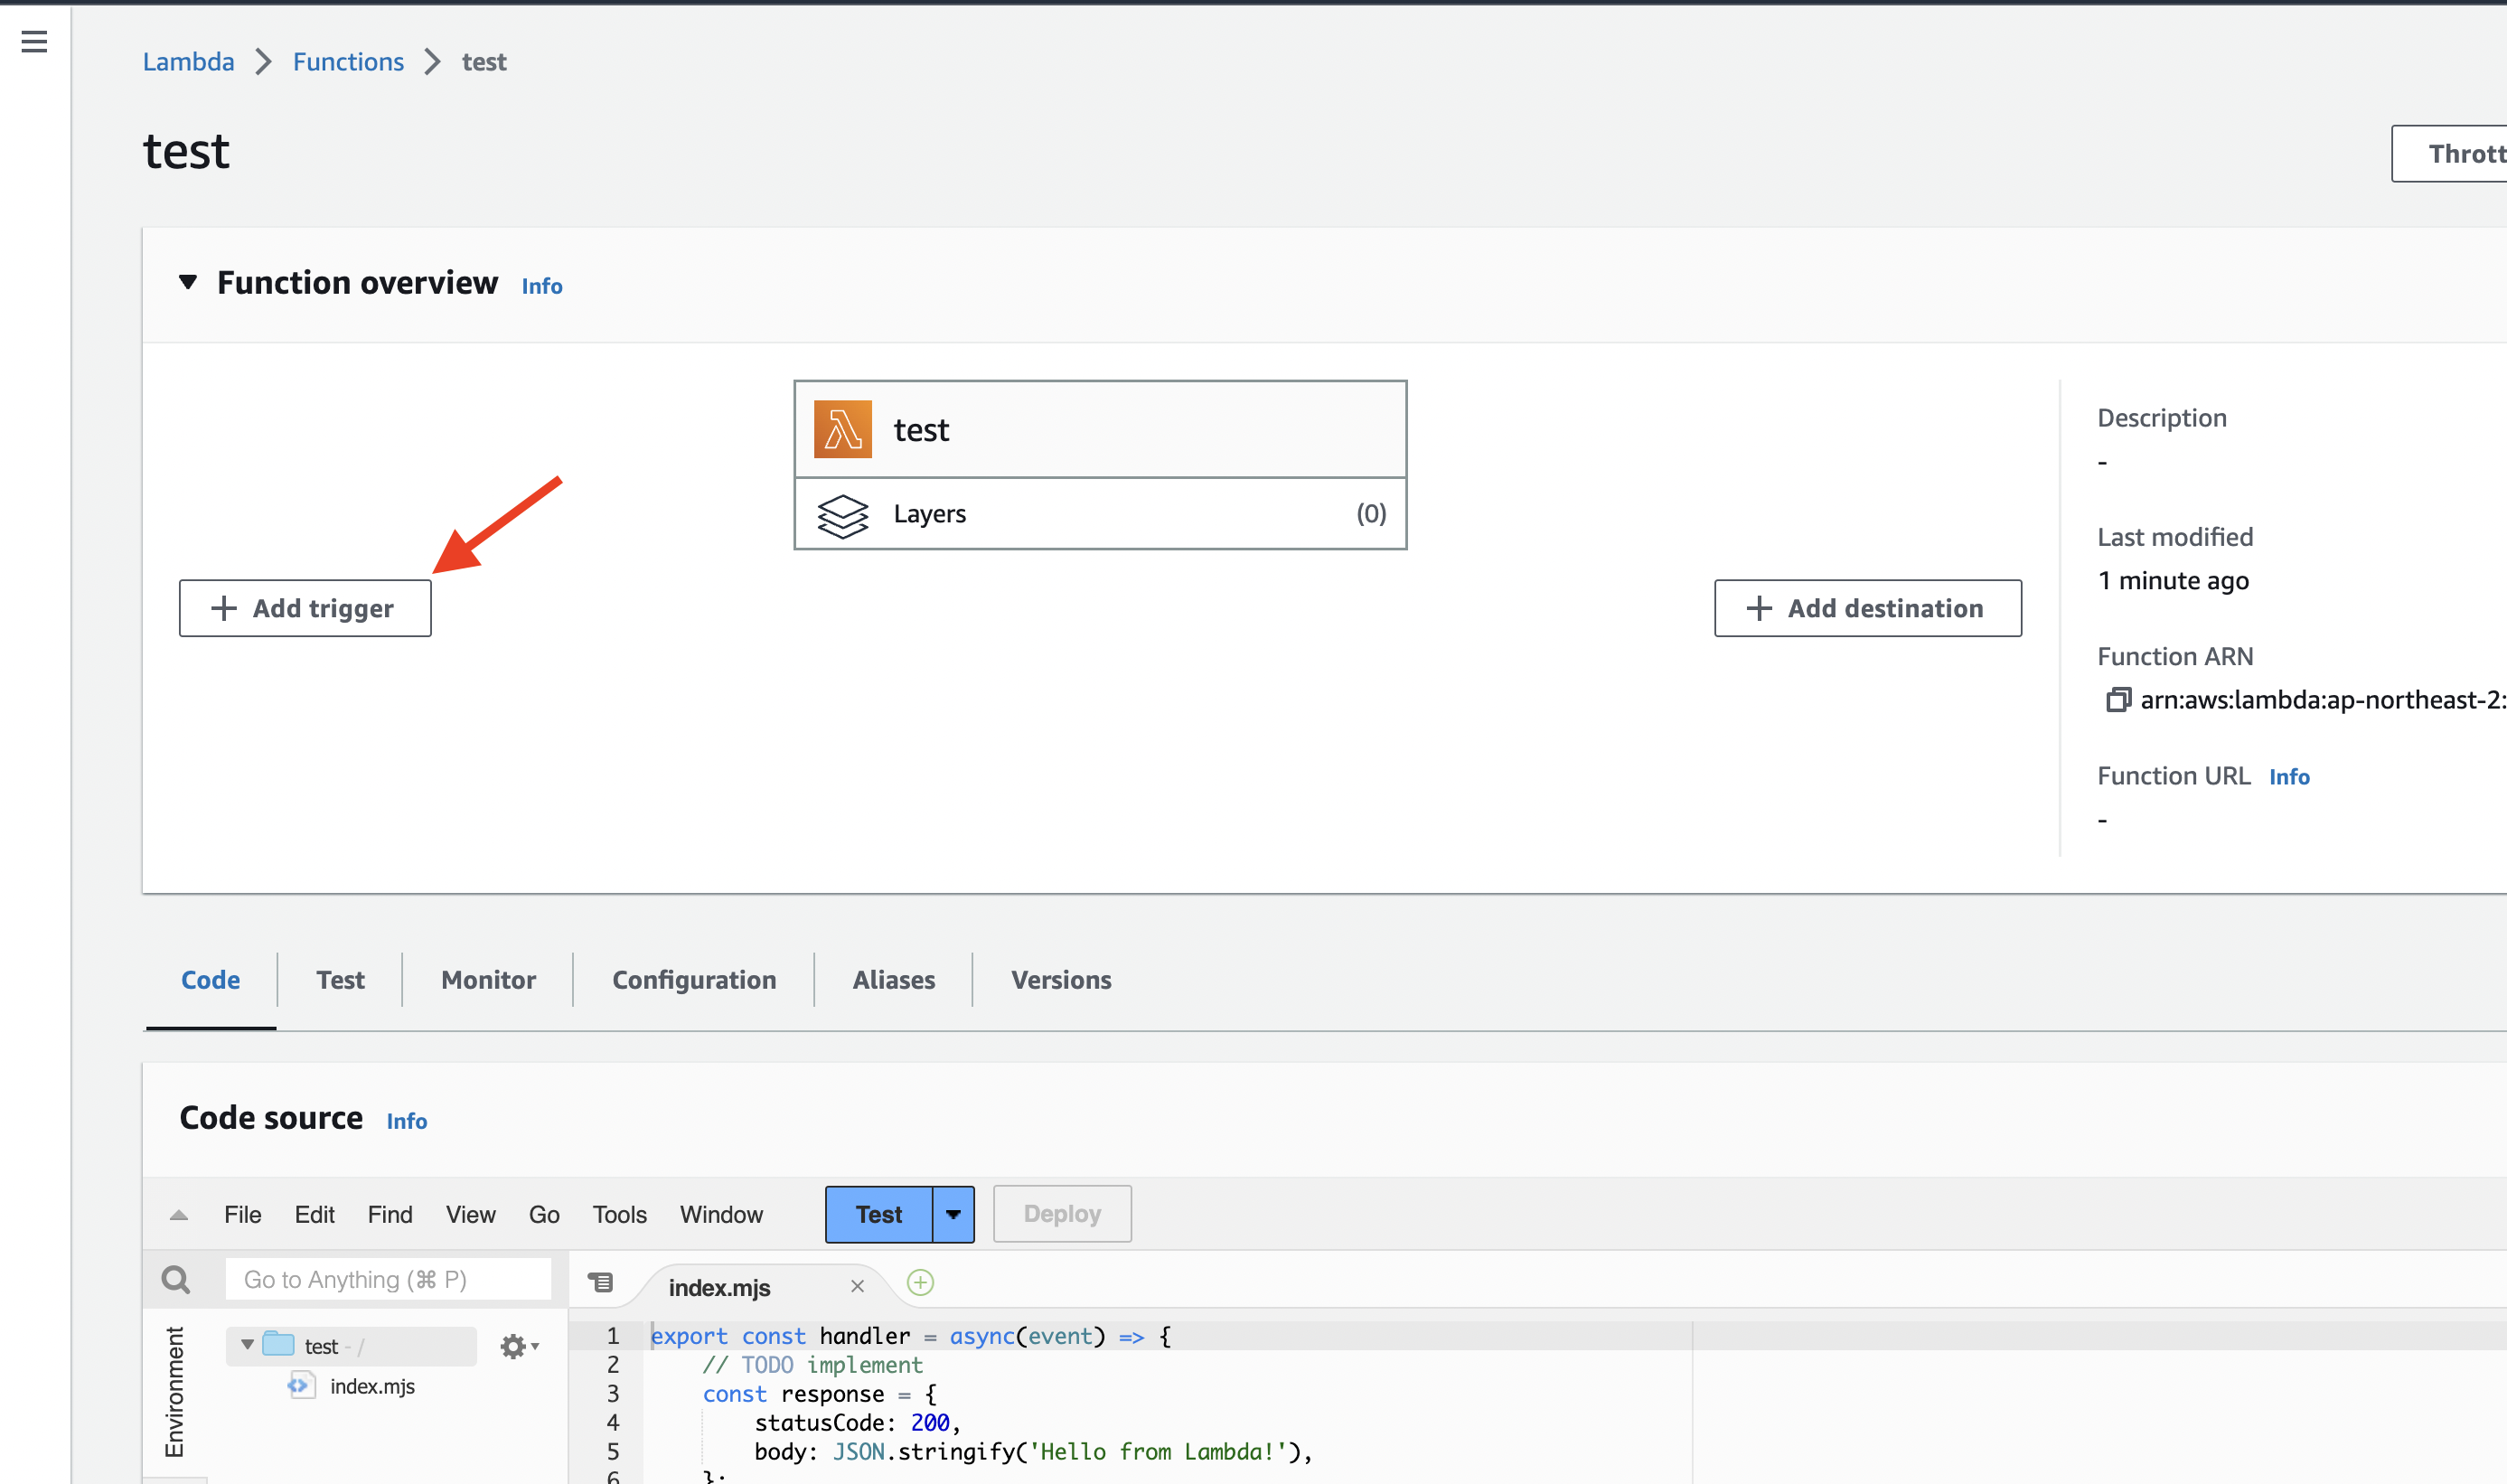 Lambda > Functions > test
test
Thrott
Function overview Info
test
Layers (0)
+ Add trigger
+ Add destination
Description
-
Last modified
1 minute ago
Function ARN
arn:aws:lambda:ap-northeast-2:
Function URL Info
-
Code Test Monitor Configuration Aliases Versions
Code source Info
File Edit Find View Go Tools Window Test Deploy
Go to Anything (⌘ P)
index.mjs
Environment
test - /
index.mjs
1 export const handler = async(event) => {
2 // TODO implement
3 const response = {
4 statusCode: 200,
5 body: JSON.stringify('Hello from Lambda!'),
6 };